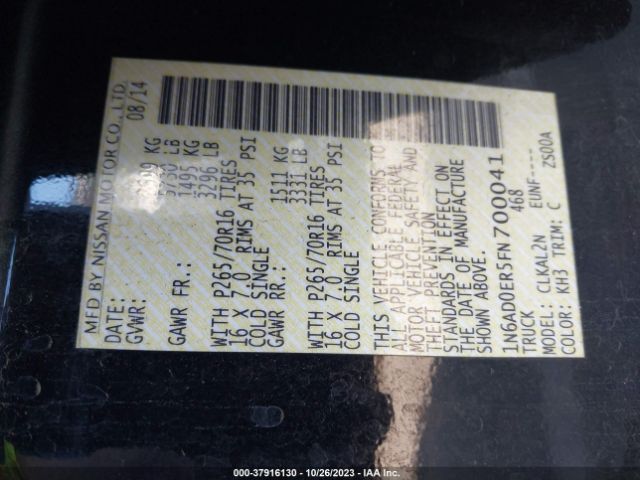 MFD BY NISSAN MOTOR CO., LTD.
DATE: 08/14
GVWR: KG
LB
GAWR FR.: 1495 KG
3296 LB
WITH P265/70R16 TIRES
16 X 7.0 RIMS AT 35 PSI
COLD SINGLE
GAWR RR.: 1511 KG
3331 LB
WITH P265/70R16 TIRES
16 X 7.0 RIMS AT 35 PSI
COLD SINGLE
THIS VEHICLE CONFORMS TO
ALL APPLICABLE FEDERAL
MOTOR VEHICLE SAFETY AND
THEFT PREVENTION
STANDARDS IN EFFECT ON
THE DATE OF MANUFACTURE
SHOWN ABOVE.
1N6AD0ER5FN700041
TRUCK 468
MODEL: CLKAL2N EUNF----
COLOR: KH3 TRIM: C ZS00A
000-37916130 - 10/26/2023 - IAA Inc.